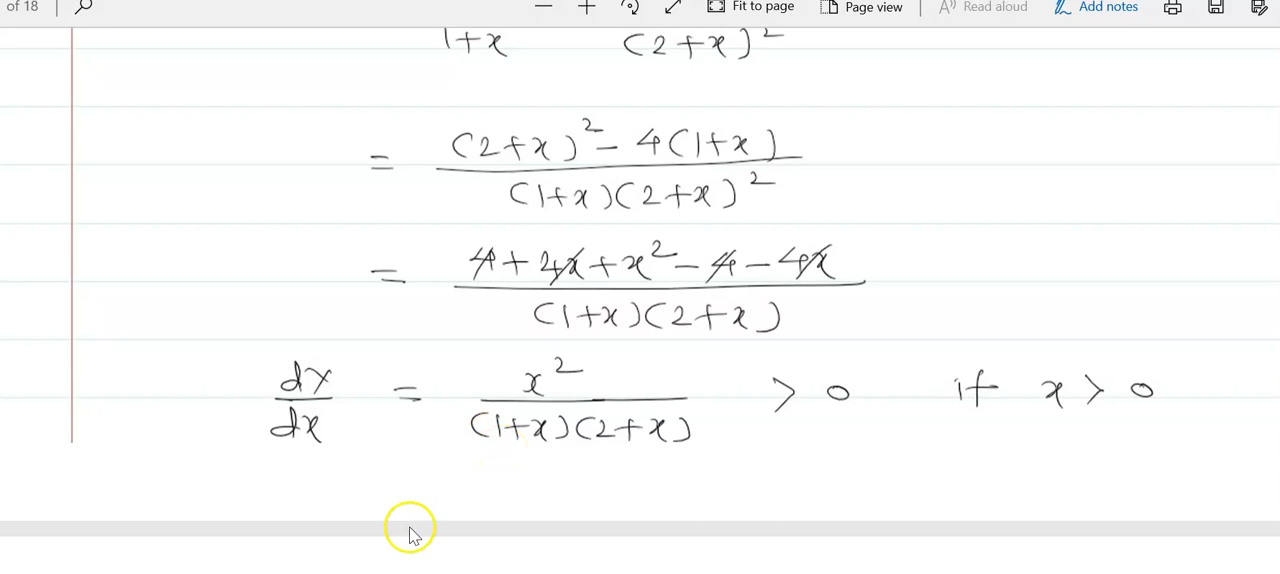 of 18 Fit to page Page view Read aloud Add notes
1+x (2+x)²
= (2+x)² - 4(1+x) / (1+x)(2+x)²
= 4 + 4x + x² - 4 - 4x / (1+x)(2+x)
dy/dx = x² / (1+x)(2+x) > 0 if x > 0